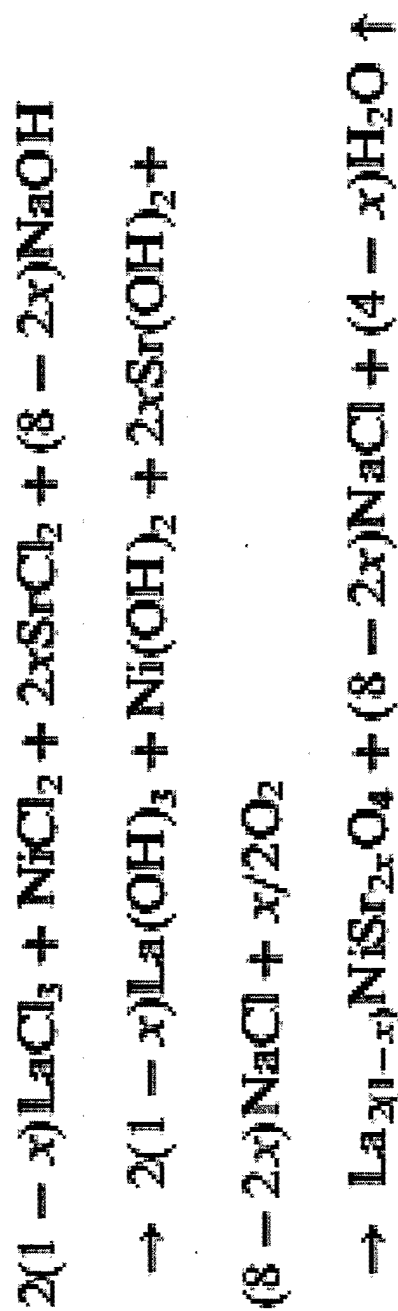 2(1 − x)LaCl₃ + NiCl₂ + 2xSrCl₂ + (8 − 2x)NaOH
→ 2(1 − x)La(OH)₃ + Ni(OH)₂ + 2xSr(OH)₂ +
(8 − 2x)NaCl + x/2O₂
→ La₂₍₁₋ₓ₎NiSr₂ₓO₄ + (8 − 2x)NaCl + (4 − x)H₂O ↑